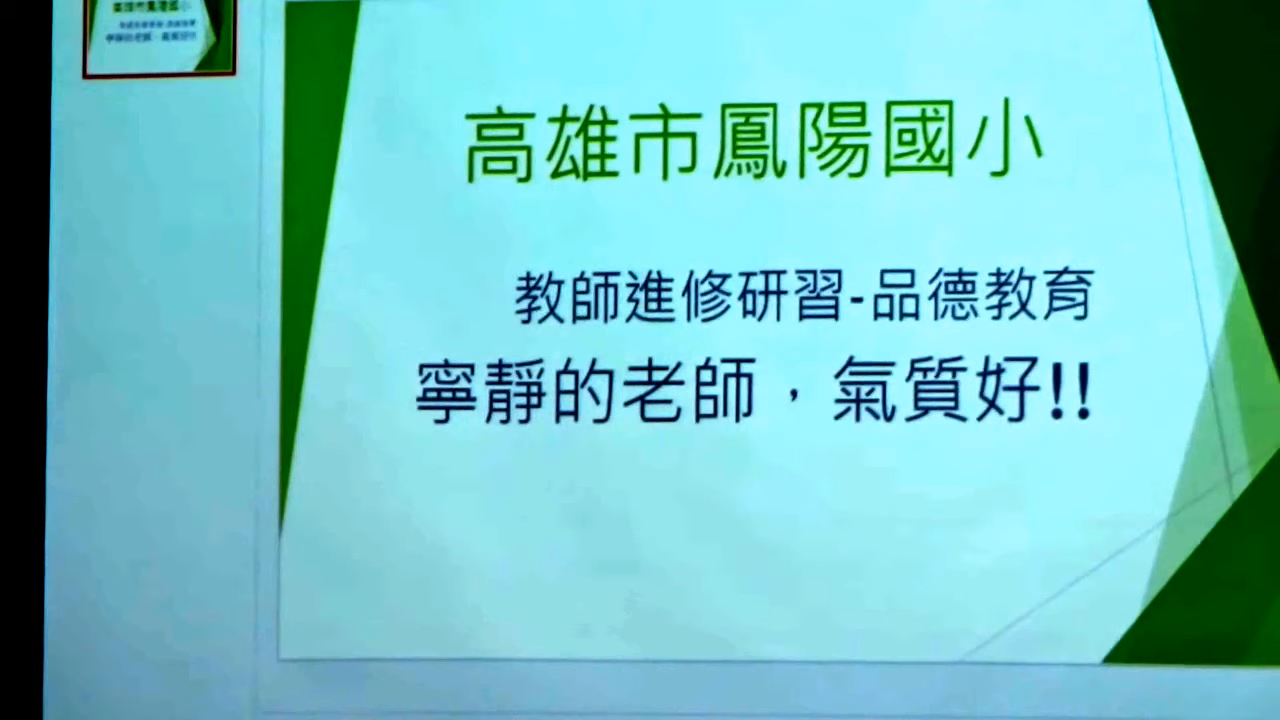 高雄市鳳陽國小
教師進修研習-品德教育
寧靜的老師，氣質好!!